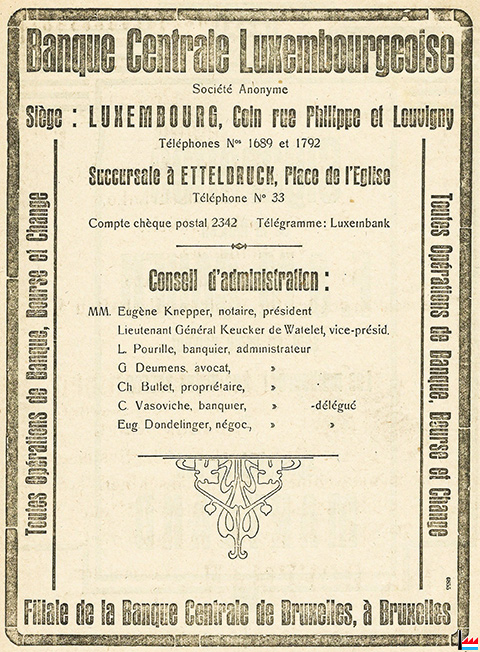 Banque Centrale Luxembourgeoise
Société Anonyme
Siège : LUXEMBOURG, Coin rue Philippe et Louvigny
Téléphones Nos 1689 et 1792
Succursale à ETTELBRUCK, Place de l'Eglise
Téléphone No 33
Compte chèque postal 2342 Télégramme: Luxembank
Conseil d'administration :
MM. Eugène Knepper, notaire, président
Lieutenant Général Keucker de Watelet, vice-présid.
L. Pourille, banquier, administrateur
G Deumens, avocat, »
Ch Buffet, propriétaire, »
C. Vasoviche, banquier, » -délégué
Eug Dondelinger, négoc., » »
Toutes Opérations de Banque, Bourse et Change
Toutes Opérations de Banque, Bourse et Change
Filiale de la Banque Centrale de Bruxelles, à Bruxelles